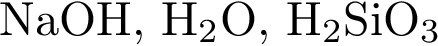 NaOH, H₂O, H₂SiO₃